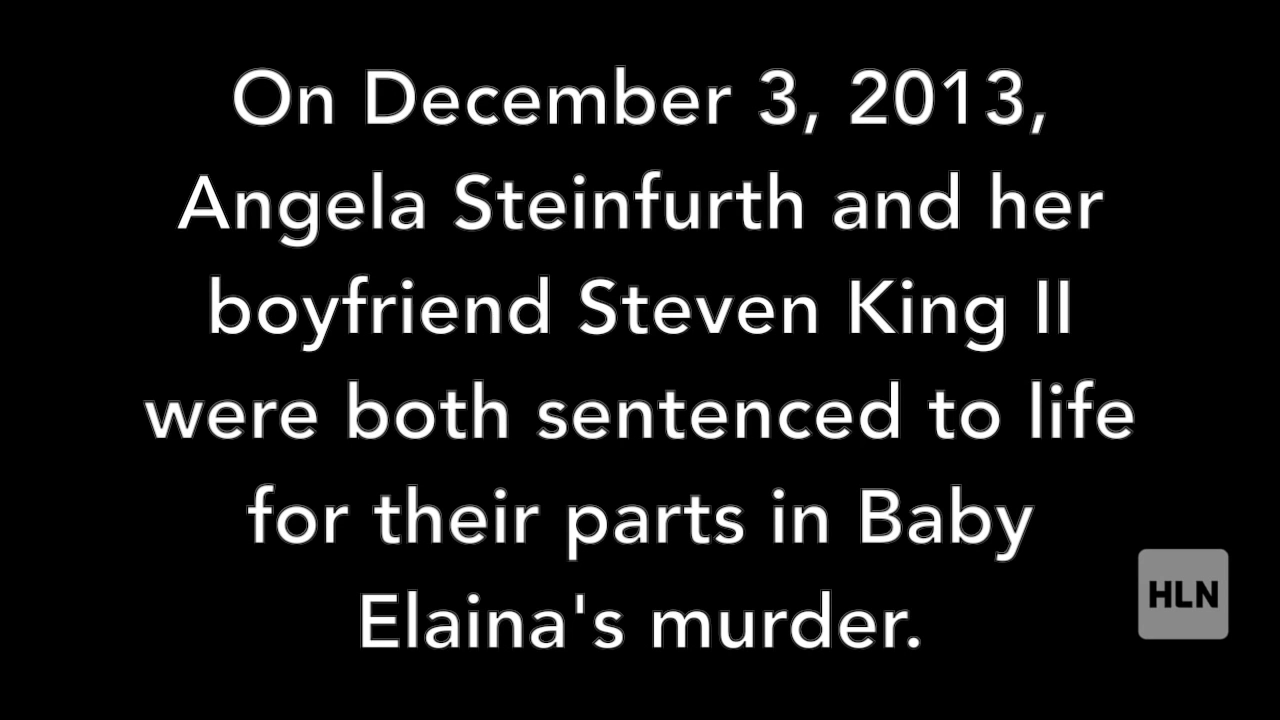 On December 3, 2013,
Angela Steinfurth and her
boyfriend Steven King II
were both sentenced to life
for their parts in Baby
Elaina's murder.
HLN